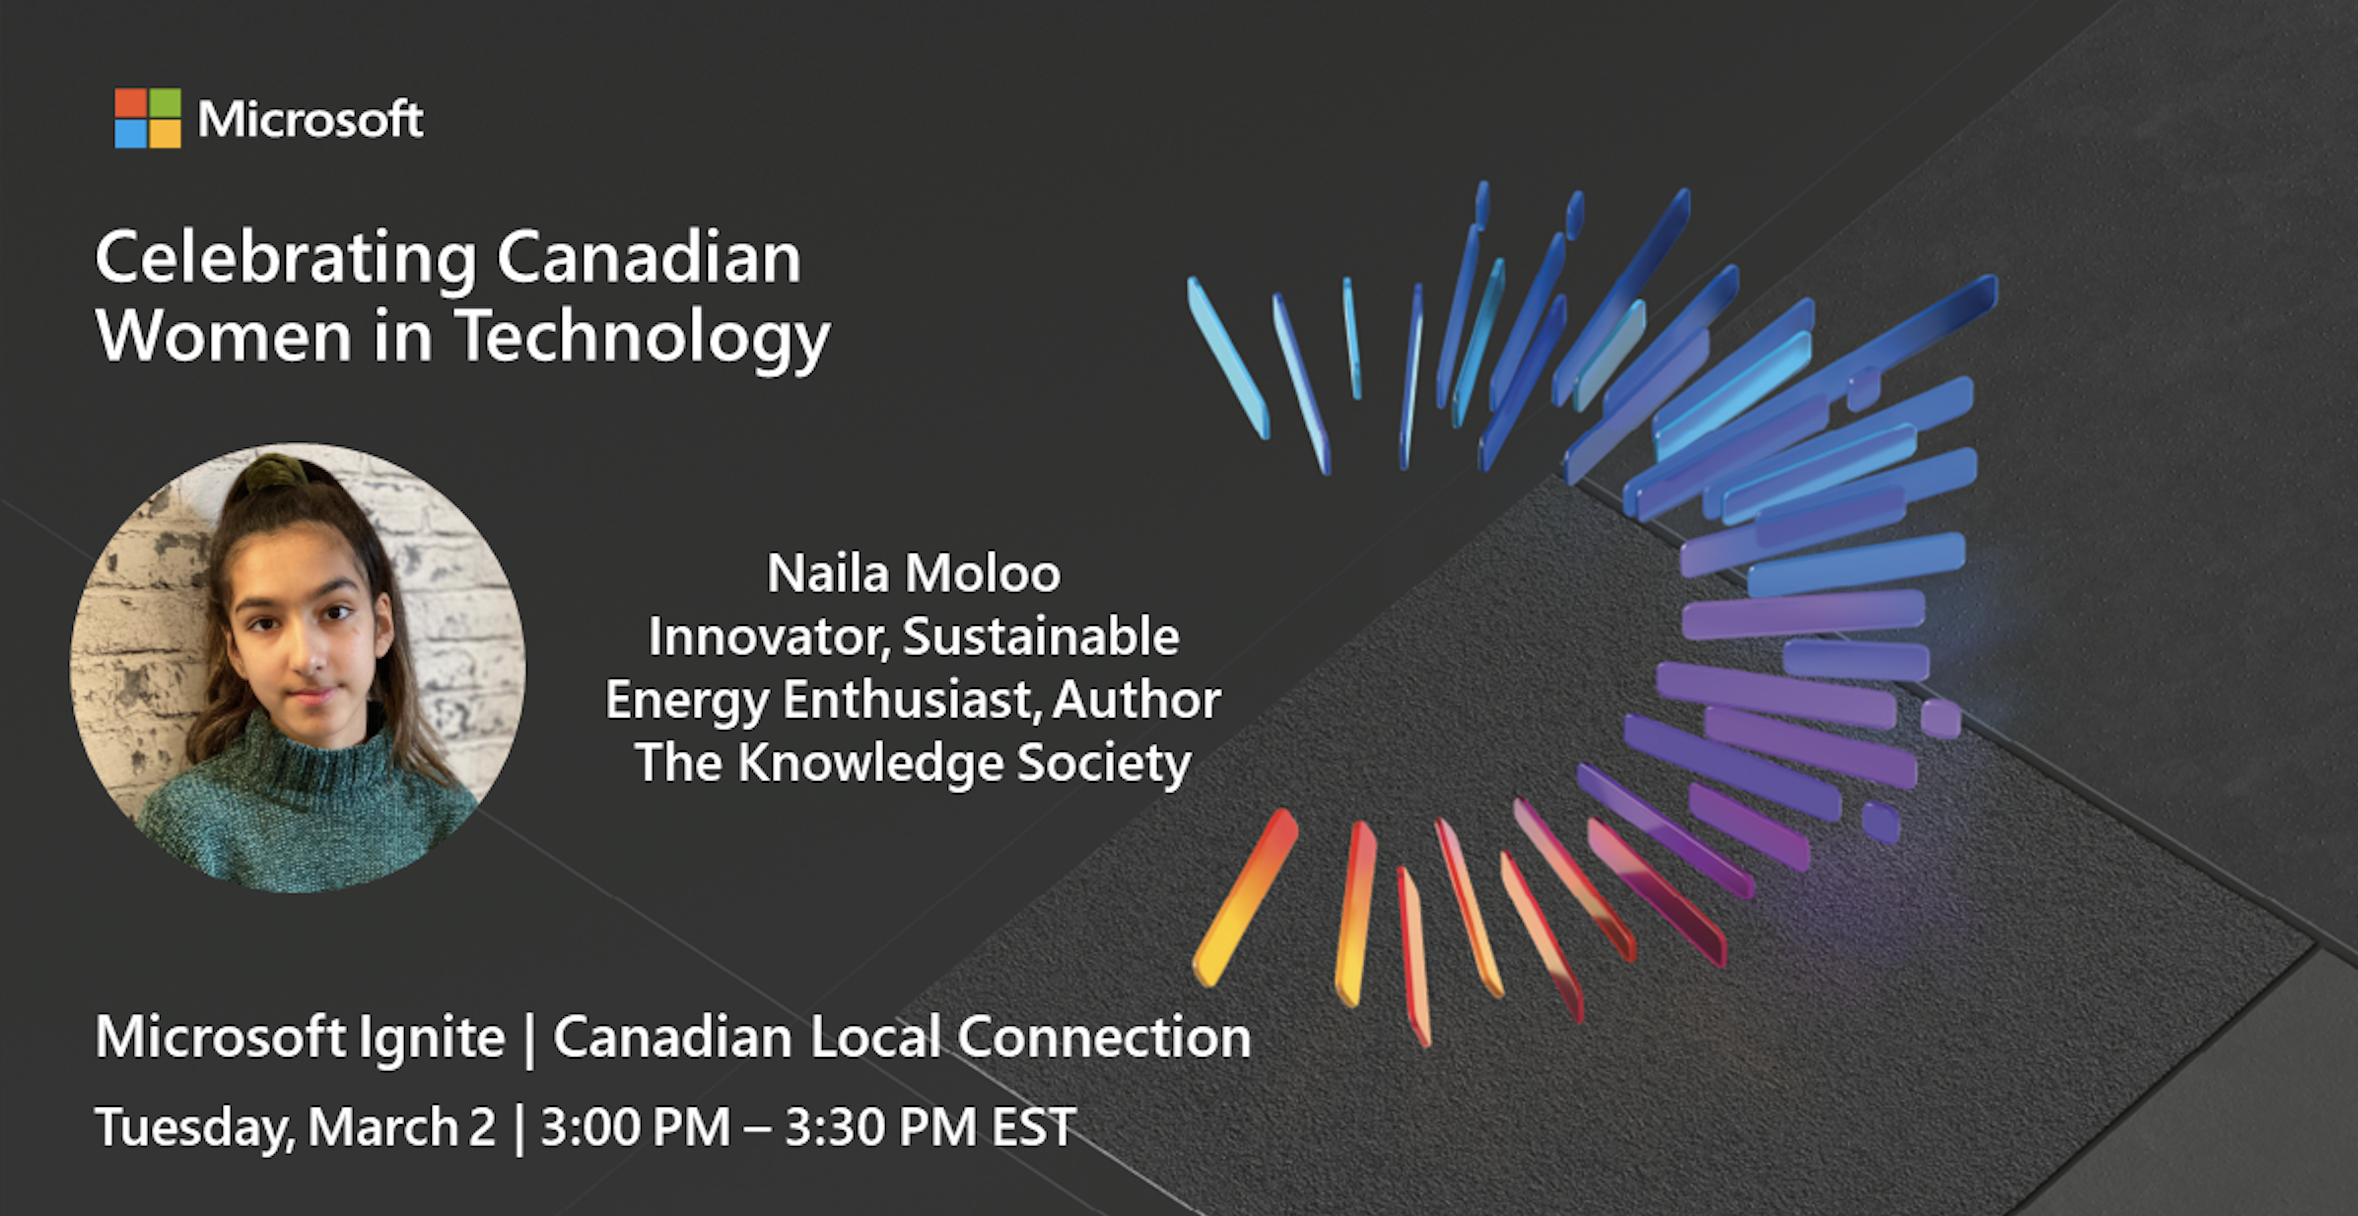 Microsoft
Celebrating Canadian
Women in Technology
Naila Moloo
Innovator, Sustainable
Energy Enthusiast, Author
The Knowledge Society
Microsoft Ignite | Canadian Local Connection
Tuesday, March 2 | 3:00 PM – 3:30 PM EST